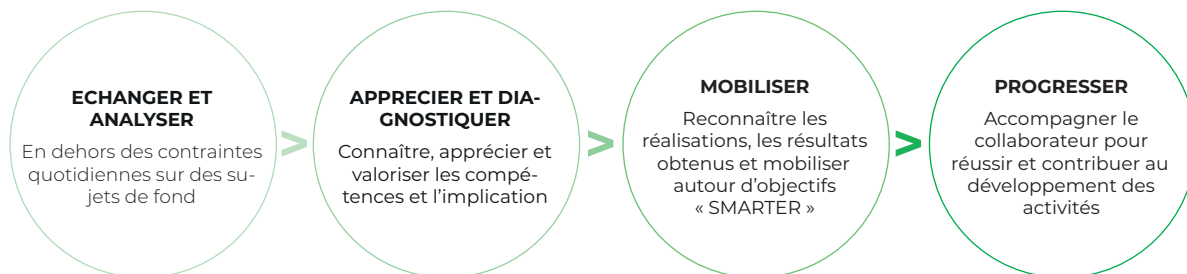 ECHANGER ET
ANALYSER
En dehors des contraintes
quotidiennes sur des su-
jets de fond
>
APPRECIER ET DIA-
GNOSTIQUER
Connaître, apprécier et
valoriser les compé-
tences et l'implication
>
MOBILISER
Reconnaître les
réalisations, les résultats
obtenus et mobiliser
autour d'objectifs
« SMARTER »
>
PROGRESSER
Accompagner le
collaborateur pour
réussir et contribuer au
développement des
activités